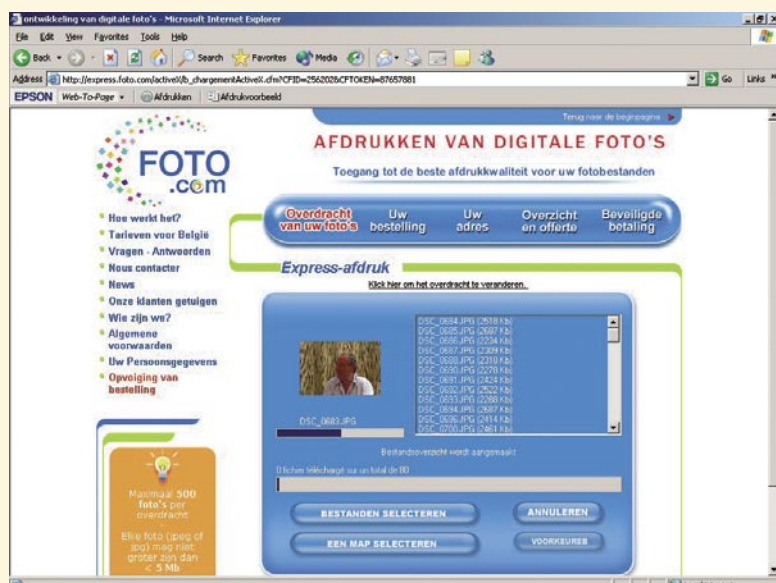 ontwikkeling van digitale foto's - Microsoft Internet Explorer
File Edit View Favorites Tools Help
Back Search Favorites Media
Address http://express.foto.com/activeX/b_chargementActiveX.cfm?CFID=256202&CFTOKEN=87657881 Go Links
EPSON Web-To-Page Afdrukken Afdrukvoorbeeld
Terug naar de beginpagina
FOTO
.com
AFDRUKKEN VAN DIGITALE FOTO'S
Toegang tot de beste afdrukkwaliteit voor uw fotobestanden
Overdracht van uw foto's
Uw bestelling
Uw adres
Overzicht en offerte
Beveiligde betaling
Hoe werkt het?
Tarieven voor België
Vragen - Antwoorden
Nous contacter
News
Onze klanten getuigen
Wie zijn we?
Algemene
voorwaarden
Uw Persoonsgegevens
Opvolging van
bestelling
Maximaal 500
foto's per
overdracht
-
Elke foto (jpeg of
jpg) mag niet
groter zijn dan
< 5 Mb
Express-afdruk
Klick hier om het overdracht te veranderen.
DSC_0683.JPG
DSC_0684.JPG (2518 Kb)
DSC_0685.JPG (2687 Kb)
DSC_0686.JPG (2234 Kb)
DSC_0687.JPG (2309 Kb)
DSC_0688.JPG (2310 Kb)
DSC_0690.JPG (2270 Kb)
DSC_0691.JPG (2424 Kb)
DSC_0692.JPG (2522 Kb)
DSC_0693.JPG (2288 Kb)
DSC_0694.JPG (2687 Kb)
DSC_0696.JPG (2414 Kb)
DSC_0700.JPG (2461 Kb)
Bestandsoverzicht wordt aangemaakt
0 fichier téléchargé sur un total de 80
BESTANDEN SELECTEREN
ANNULEREN
EEN MAP SELECTEREN